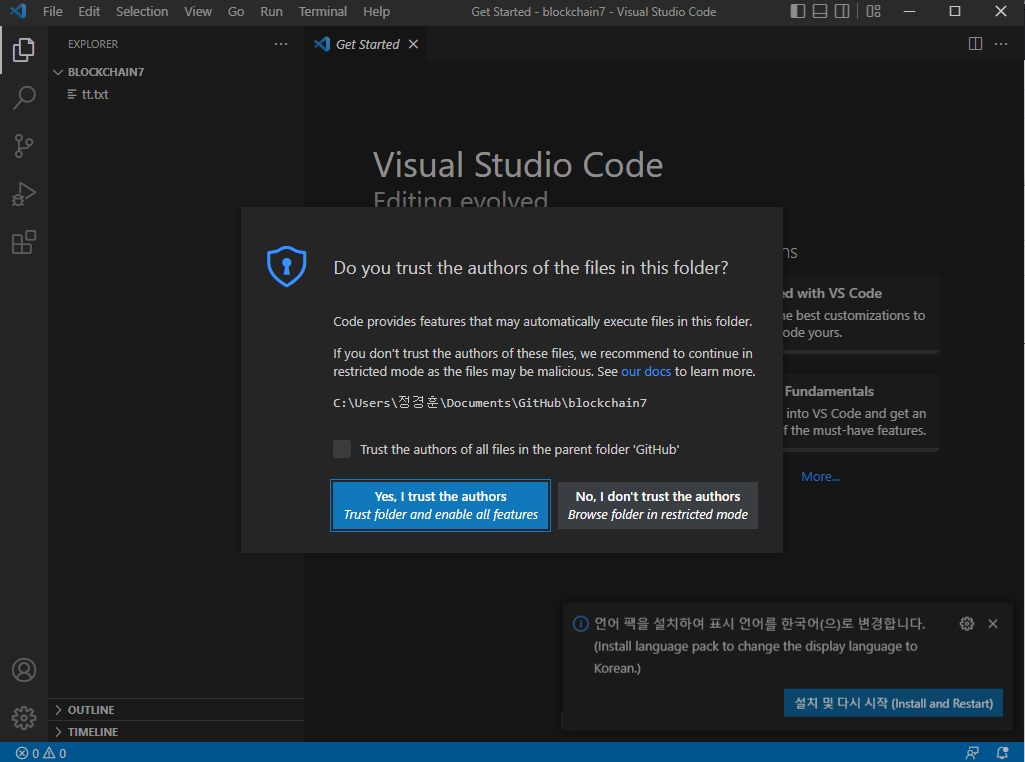 File Edit Selection View Go Run Terminal Help
Get Started - blockchain7 - Visual Studio Code
EXPLORER
Get Started
BLOCKCHAIN7
tt.txt
Visual Studio Code
Editing evolved
Do you trust the authors of the files in this folder?
Code provides features that may automatically execute files in this folder.
If you don't trust the authors of these files, we recommend to continue in
restricted mode as the files may be malicious. See our docs to learn more.
C:\Users\정경훈\Documents\GitHub\blockchain7
Trust the authors of all files in the parent folder 'GitHub'
Yes, I trust the authors
Trust folder and enable all features
No, I don't trust the authors
Browse folder in restricted mode
with VS Code
best customizations to
yours.
Fundamentals
into VS Code and get an
the must-have features.
More...
언어 팩을 설치하여 표시 언어를 한국어(으)로 변경합니다.
(Install language pack to change the display language to
Korean.)
설치 및 다시 시작 (Install and Restart)
OUTLINE
TIMELINE
0 0